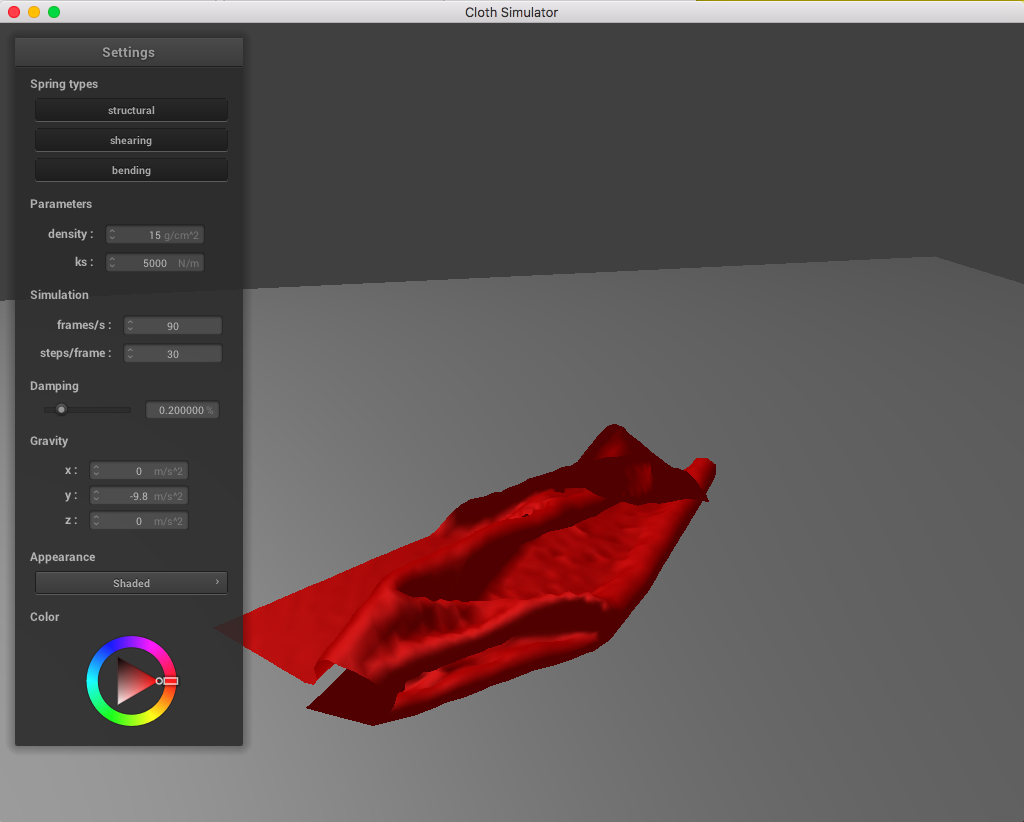 Cloth Simulator
Settings
Spring types
structural
shearing
bending
Parameters
density : 15 g/cm^2
ks : 5000 N/m
Simulation
frames/s : 90
steps/frame : 30
Damping
0.200000 %
Gravity
x : 0 m/s^2
y : -9.8 m/s^2
z : 0 m/s^2
Appearance
Shaded
Color